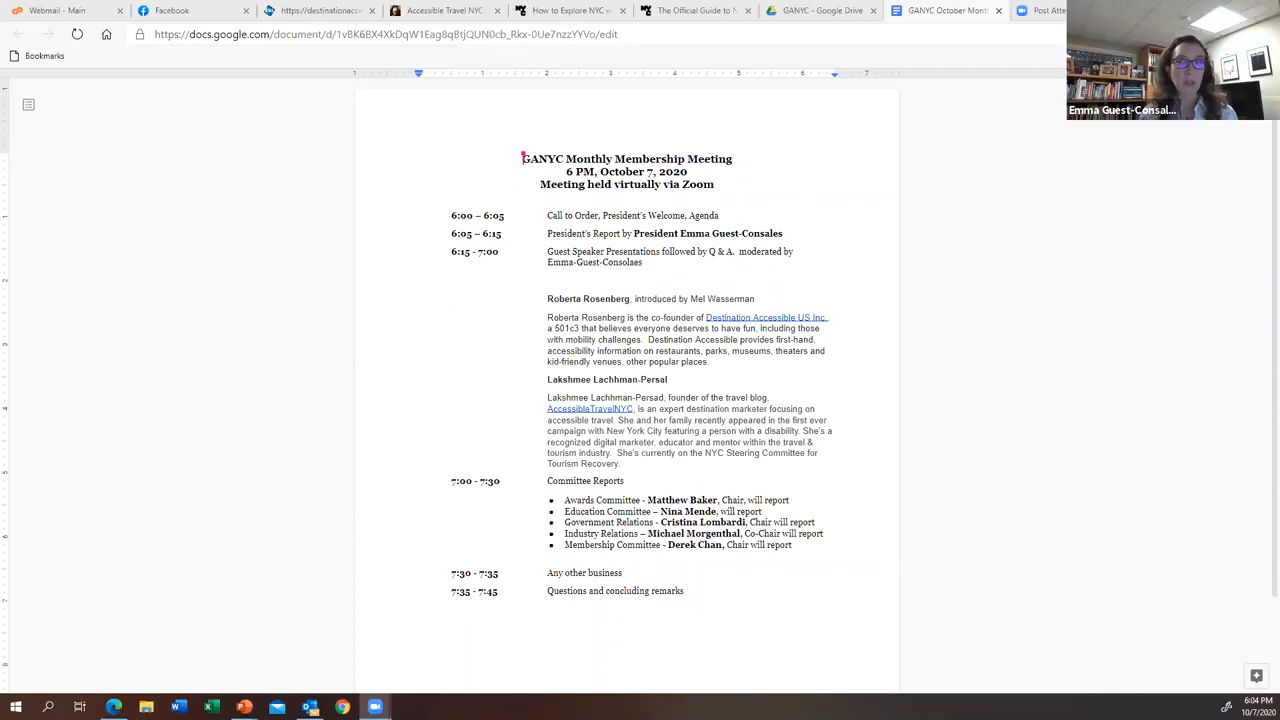 Webmail - Main
Facebook
https://destinationacce
Accessible Travel NYC
How to Explore NYC w
The Official Guide to N
GANYC - Google Drive
GANYC October Mont
Post Atte
https://docs.google.com/document/d/1vBK6BX4XkDqW1Eag8qBtjQUN0cb_Rkx-0Ue7nzzYYVo/edit
Bookmarks
Emma Guest-Consal...
GANYC Monthly Membership Meeting
6 PM, October 7, 2020
Meeting held virtually via Zoom
6:00 – 6:05 Call to Order, President's Welcome, Agenda
6:05 – 6:15 President's Report by President Emma Guest-Consales
6:15 - 7:00 Guest Speaker Presentations followed by Q & A. moderated by
Emma-Guest-Consolaes
Roberta Rosenberg, introduced by Mel Wasserman
Roberta Rosenberg is the co-founder of Destination Accessible US Inc.,
a 501c3 that believes everyone deserves to have fun, including those
with mobility challenges. Destination Accessible provides first-hand,
accessibility information on restaurants, parks, museums, theaters and
kid-friendly venues, other popular places.
Lakshmee Lachhman-Persal
Lakshmee Lachhman-Persad, founder of the travel blog,
AccessibleTravelNYC, is an expert destination marketer focusing on
accessible travel. She and her family recently appeared in the first ever
campaign with New York City featuring a person with a disability. She's a
recognized digital marketer, educator and mentor within the travel &
tourism industry. She's currently on the NYC Steering Committee for
Tourism Recovery.
7:00 - 7:30 Committee Reports
● Awards Committee - Matthew Baker, Chair, will report
● Education Committee – Nina Mende, will report
● Government Relations - Cristina Lombardi, Chair will report
● Industry Relations – Michael Morgenthal, Co-Chair will report
● Membership Committee - Derek Chan, Chair will report
7:30 - 7:35 Any other business
7:35 - 7:45 Questions and concluding remarks
6:04 PM
10/7/2020